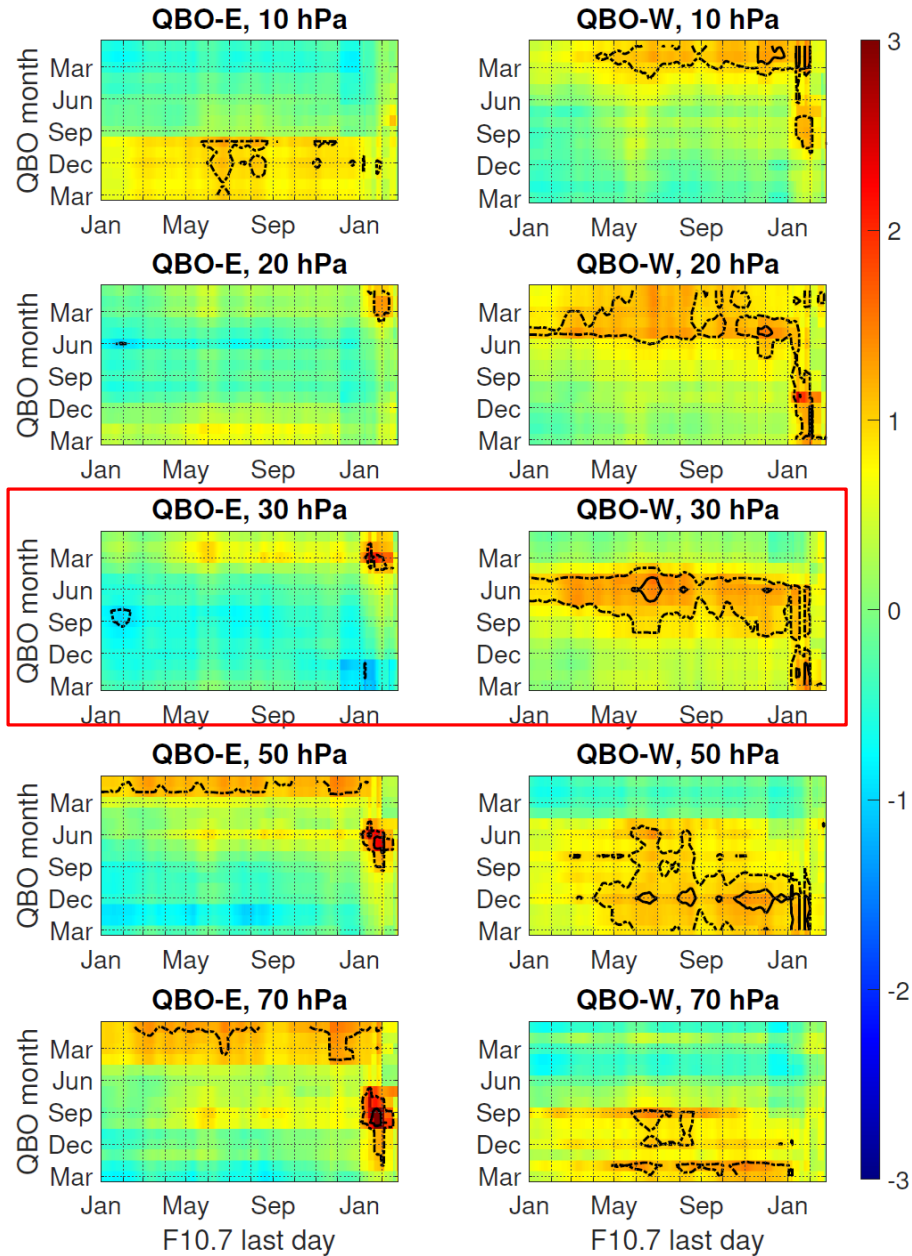 QBO-E, 10 hPa
QBO-W, 10 hPa
QBO month
Mar
Jun
Sep
Dec
Mar
Mar
Jun
Sep
Dec
Mar
Jan May Sep Jan
Jan May Sep Jan
QBO-E, 20 hPa
QBO-W, 20 hPa
QBO month
Mar
Jun
Sep
Dec
Mar
Mar
Jun
Sep
Dec
Mar
Jan May Sep Jan
Jan May Sep Jan
QBO-E, 30 hPa
QBO-W, 30 hPa
QBO month
Mar
Jun
Sep
Dec
Mar
Mar
Jun
Sep
Dec
Mar
Jan May Sep Jan
Jan May Sep Jan
QBO-E, 50 hPa
QBO-W, 50 hPa
QBO month
Mar
Jun
Sep
Dec
Mar
Mar
Jun
Sep
Dec
Mar
Jan May Sep Jan
Jan May Sep Jan
QBO-E, 70 hPa
QBO-W, 70 hPa
QBO month
Mar
Jun
Sep
Dec
Mar
Mar
Jun
Sep
Dec
Mar
Jan May Sep Jan
Jan May Sep Jan
F10.7 last day
F10.7 last day
3
2
1
0
-1
-2
-3